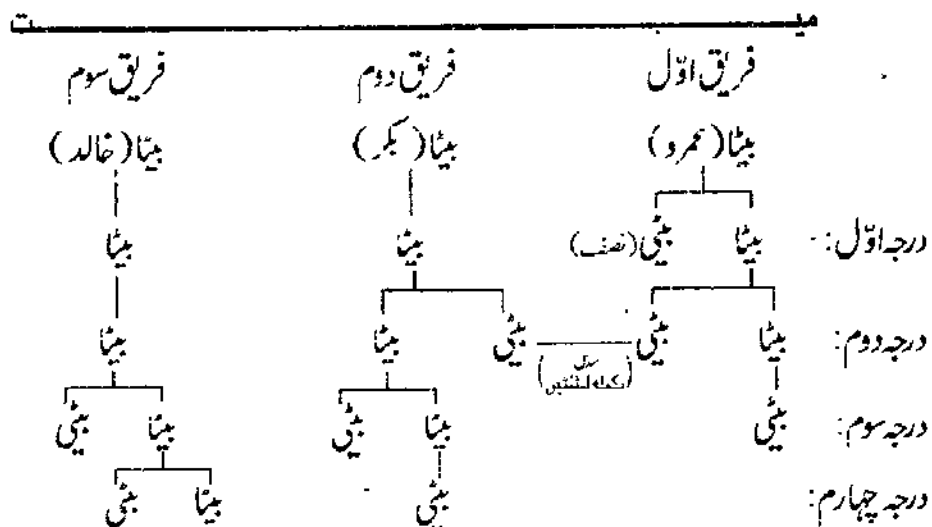 میـــــــت
فریق اوّل فریق دوم فریق سوم
بیٹا (عمرو) بیٹا (بکر) بیٹا (خالد)
درجہ اوّل: بیٹا بیٹی (نصف) بیٹا بیٹا
درجہ دوم: بیٹا بیٹی بیٹی بیٹا بیٹا
درجہ سوم: بیٹی بیٹا بیٹی بیٹا بیٹی
درجہ چہارم: بیٹی بیٹا بیٹی